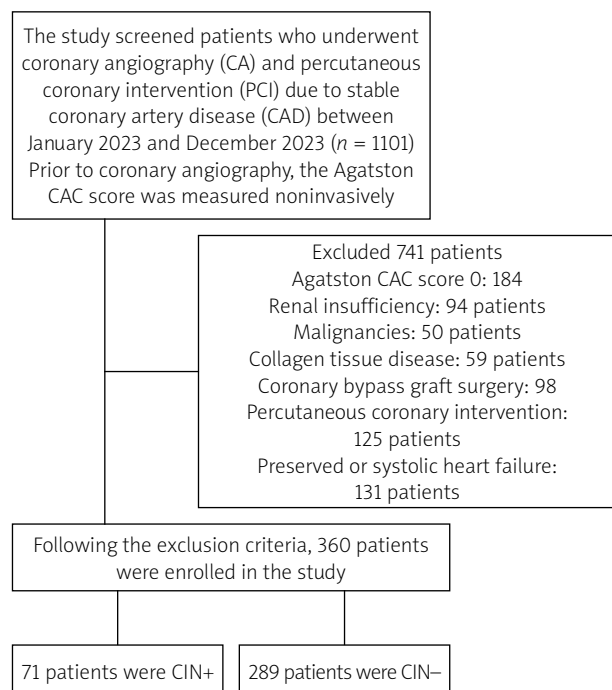 The study screened patients who underwent
coronary angiography (CA) and percutaneous
coronary intervention (PCI) due to stable
coronary artery disease (CAD) between
January 2023 and December 2023 (n = 1101)
Prior to coronary angiography, the Agatston
CAC score was measured noninvasively
Excluded 741 patients
Agatston CAC score 0: 184
Renal insufficiency: 94 patients
Malignancies: 50 patients
Collagen tissue disease: 59 patients
Coronary bypass graft surgery: 98
Percutaneous coronary intervention:
125 patients
Preserved or systolic heart failure:
131 patients
Following the exclusion criteria, 360 patients
were enrolled in the study
71 patients were CIN+
289 patients were CIN–